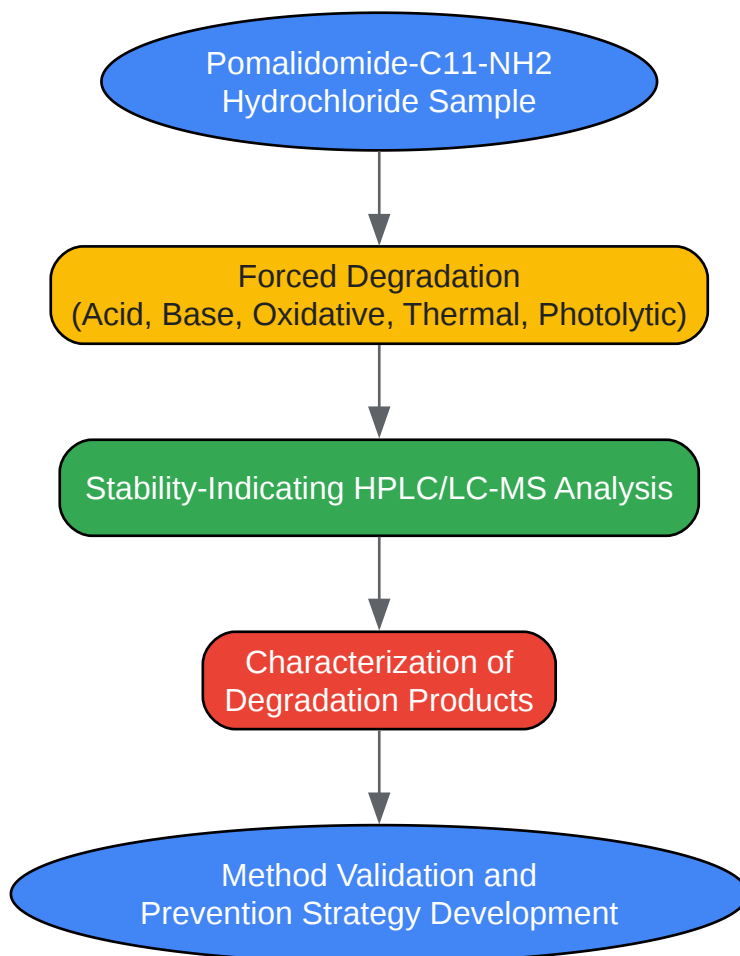 Pomalidomide-C11-NH2
Hydrochloride Sample
Forced Degradation
(Acid, Base, Oxidative, Thermal, Photolytic)
Stability-Indicating HPLC/LC-MS Analysis
Characterization of
Degradation Products
Method Validation and
Prevention Strategy Development